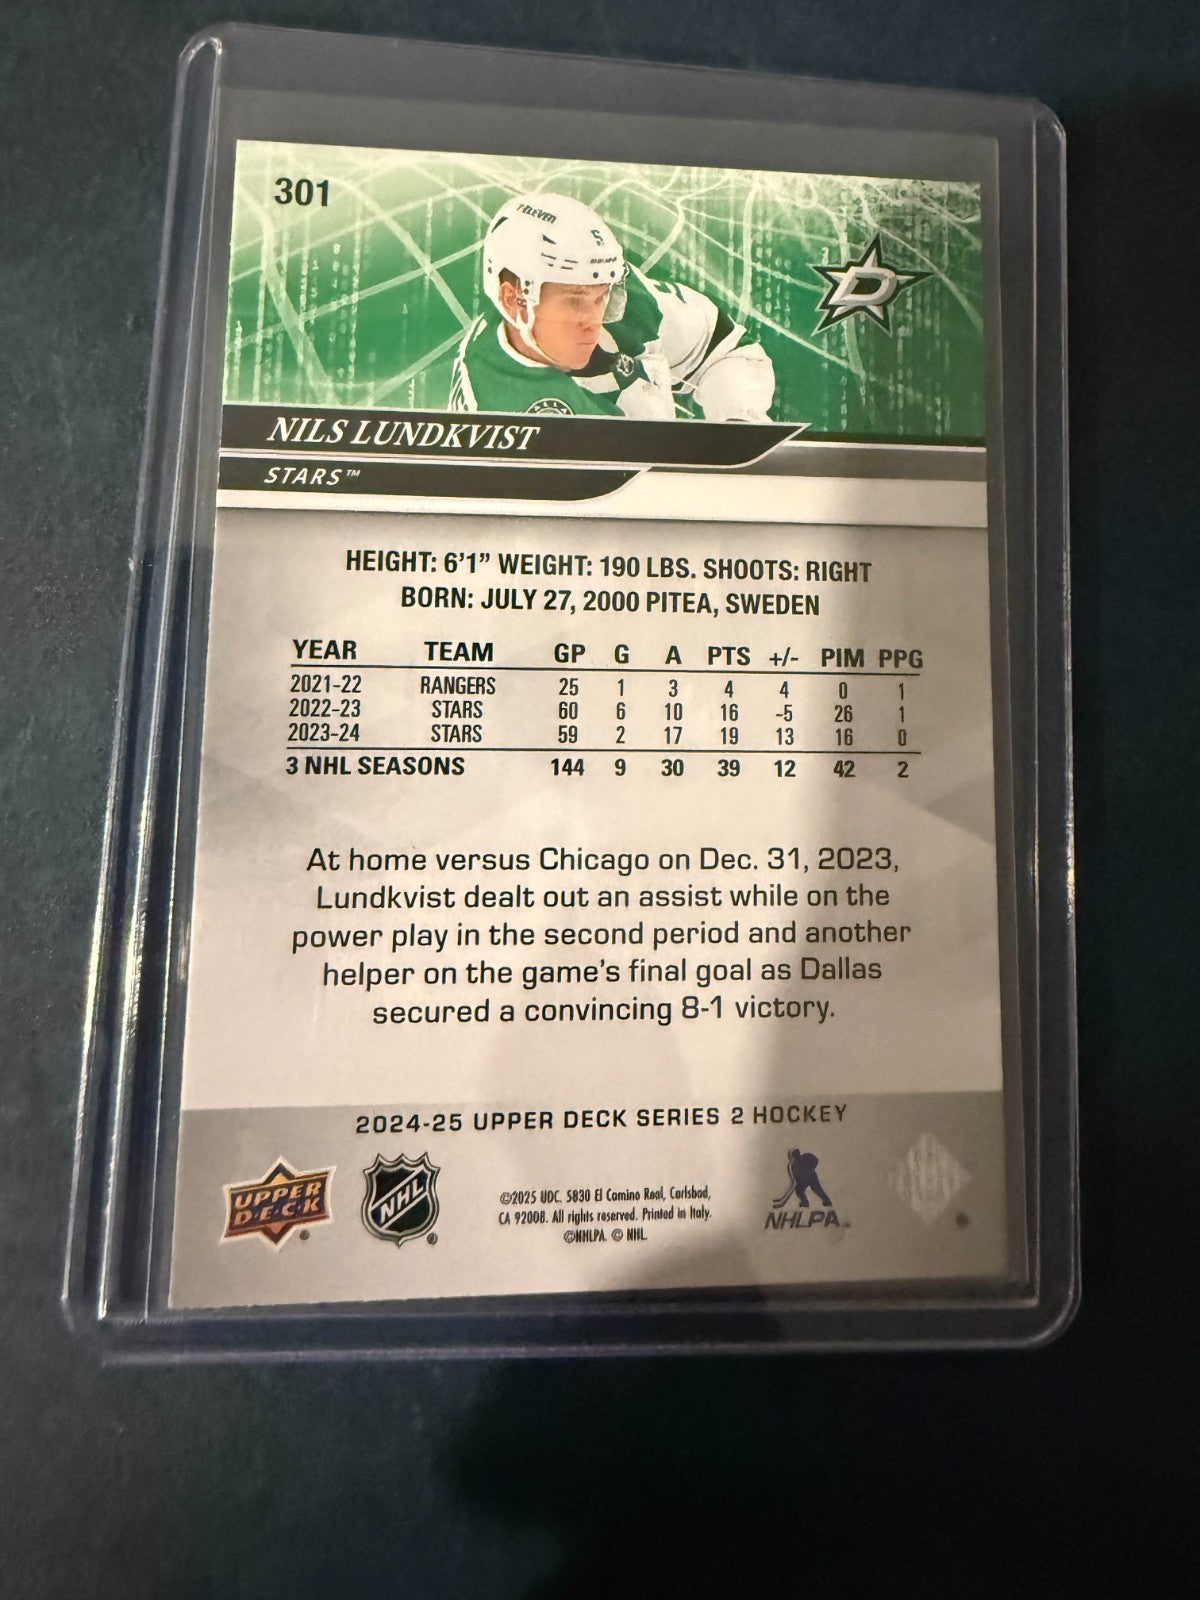 301
7-ELEVEN
5
D
NILS LUNDKVIST
STARS™
HEIGHT: 6'1” WEIGHT: 190 LBS. SHOOTS: RIGHT
BORN: JULY 27, 2000 PITEA, SWEDEN
YEAR TEAM GP G A PTS +/- PIM PPG
2021-22 RANGERS 25 1 3 4 4 0 1
2022-23 STARS 60 6 10 16 -5 26 1
2023-24 STARS 59 2 17 19 13 16 0
3 NHL SEASONS 144 9 30 39 12 42 2
At home versus Chicago on Dec. 31, 2023,
Lundkvist dealt out an assist while on the
power play in the second period and another
helper on the game's final goal as Dallas
secured a convincing 8-1 victory.
2024-25 UPPER DECK SERIES 2 HOCKEY
UPPER
DECK
NHL
©2025 UDC. 5830 El Camino Real, Carlsbad,
CA 92008. All rights reserved. Printed in Italy.
©NHLPA. © NHL.
NHLPA